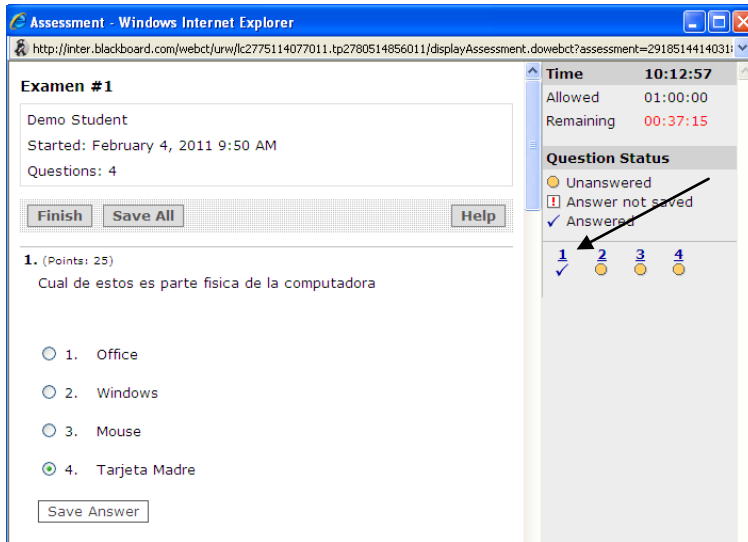 Assessment - Windows Internet Explorer
http://inter.blackboard.com/webct/urw/lc2775114077011.tp2780514856011/displayAssessment.dowebct?assessment=2918514414031
Examen #1
Demo Student
Started: February 4, 2011 9:50 AM
Questions: 4
Finish Save All Help
1. (Points: 25)
Cual de estos es parte fisica de la computadora
1. Office
2. Windows
3. Mouse
4. Tarjeta Madre
Save Answer
Time 10:12:57
Allowed 01:00:00
Remaining 00:37:15
Question Status
Unanswered
! Answer not saved
Answered
1 2 3 4